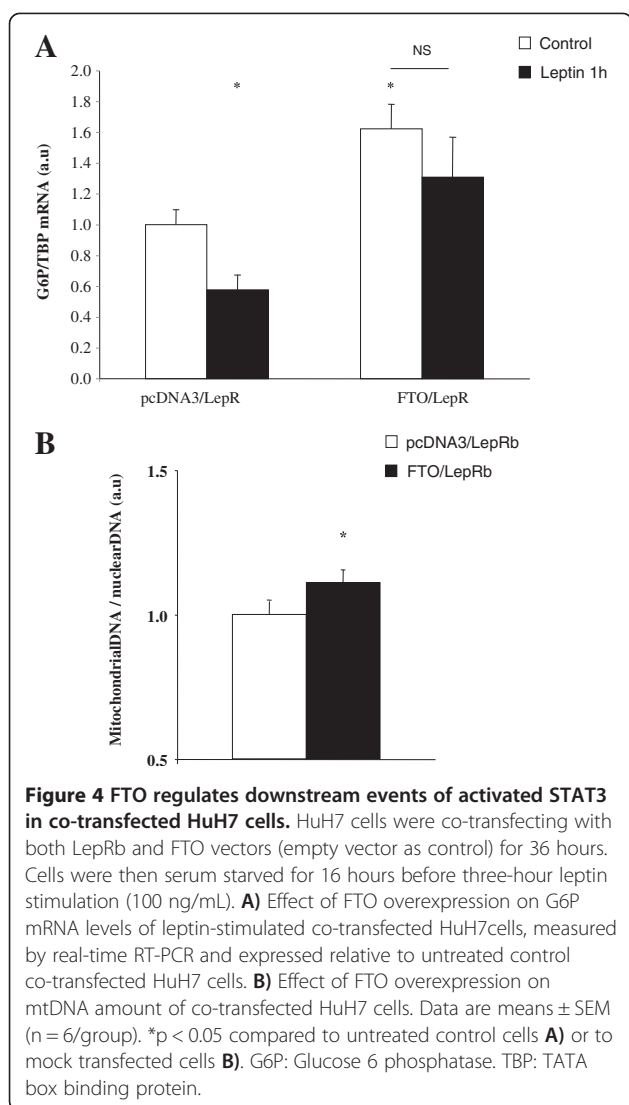 A
NS
Control
Leptin 1h
*
*
G6P/TBP mRNA (a.u)
2.0
1.8
1.6
1.4
1.2
1.0
0.8
0.6
0.4
0.2
0.0
pcDNA3/LepR
FTO/LepR
B
pcDNA3/LepRb
FTO/LepRb
*
MitochondrialDNA / nuclearDNA (a.u)
1.5
1.0
0.5
Figure 4 FTO regulates downstream events of activated STAT3
in co-transfected HuH7 cells. HuH7 cells were co-transfecting with
both LepRb and FTO vectors (empty vector as control) for 36 hours.
Cells were then serum starved for 16 hours before three-hour leptin
stimulation (100 ng/mL). A) Effect of FTO overexpression on G6P
mRNA levels of leptin-stimulated co-transfected HuH7cells, measured
by real-time RT-PCR and expressed relative to untreated control
co-transfected HuH7 cells. B) Effect of FTO overexpression on
mtDNA amount of co-transfected HuH7 cells. Data are means ± SEM
(n = 6/group). *p < 0.05 compared to untreated control cells A) or to
mock transfected cells B). G6P: Glucose 6 phosphatase. TBP: TATA
box binding protein.